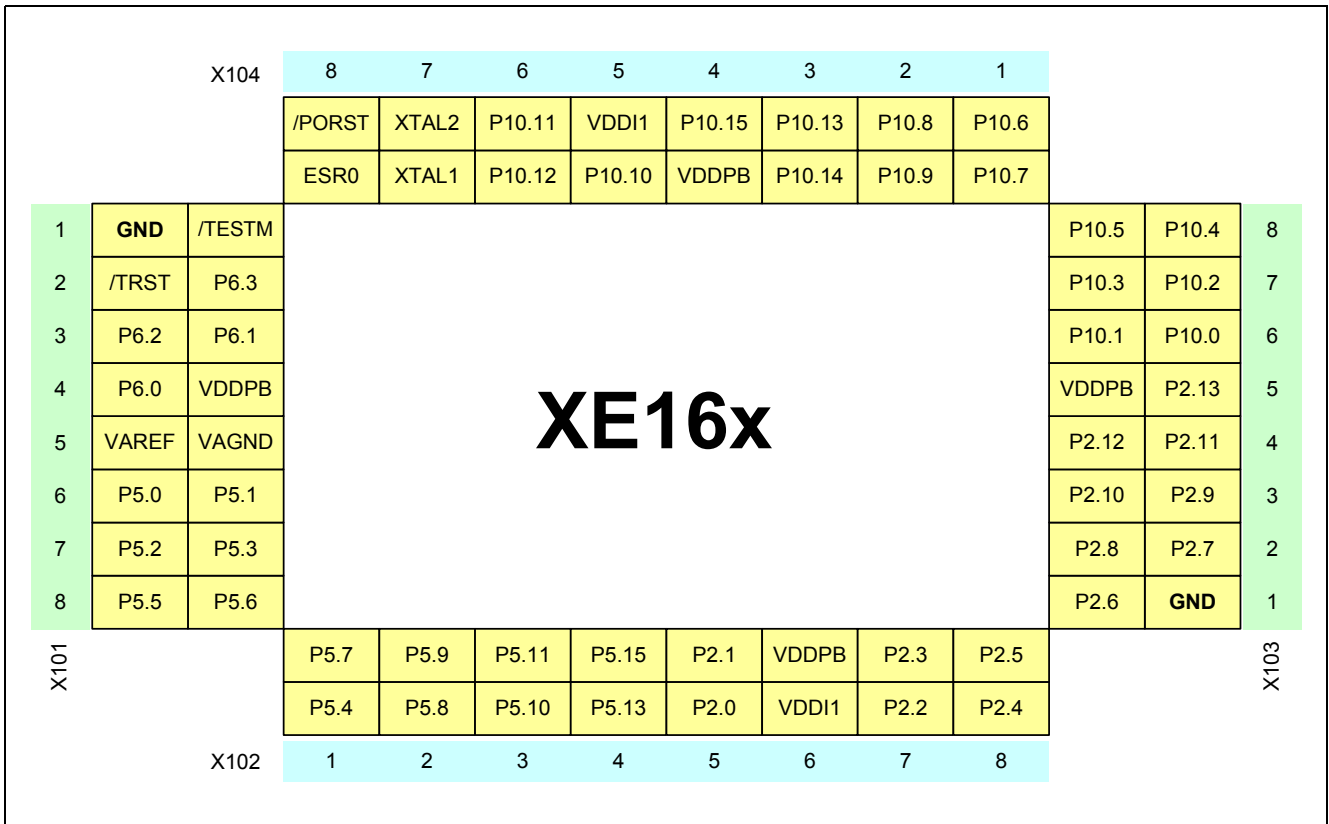 X104 8 7 6 5 4 3 2 1
/PORST XTAL2 P10.11 VDDI1 P10.15 P10.13 P10.8 P10.6
ESR0 XTAL1 P10.12 P10.10 VDDPB P10.14 P10.9 P10.7
1 GND /TESTM P10.5 P10.4 8
2 /TRST P6.3 P10.3 P10.2 7
3 P6.2 P6.1 P10.1 P10.0 6
4 P6.0 VDDPB VDDPB P2.13 5
XE16x
5 VAREF VAGND P2.12 P2.11 4
6 P5.0 P5.1 P2.10 P2.9 3
7 P5.2 P5.3 P2.8 P2.7 2
8 P5.5 P5.6 P2.6 GND 1
X101 X103
P5.7 P5.9 P5.11 P5.15 P2.1 VDDPB P2.3 P2.5
P5.4 P5.8 P5.10 P5.13 P2.0 VDDI1 P2.2 P2.4
X102 1 2 3 4 5 6 7 8